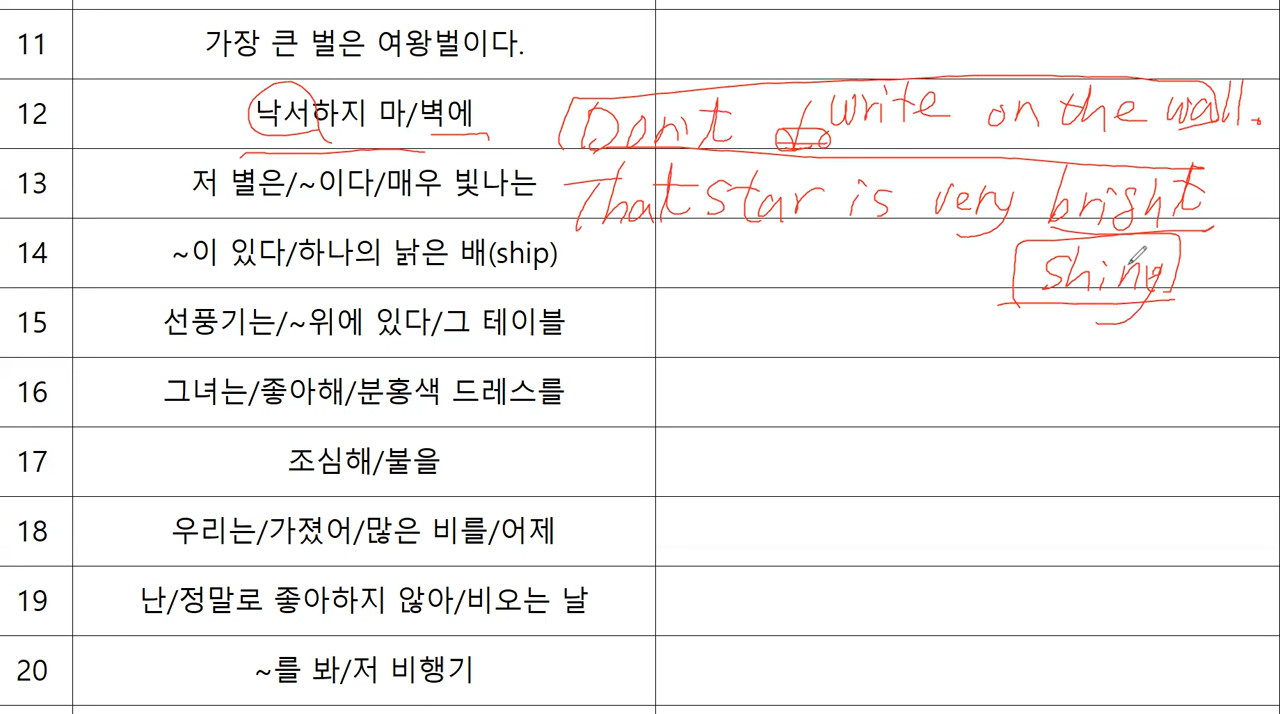 11 가장 큰 벌은 여왕벌이다.
12 낙서하지 마/벽에 Don't write on the wall.
13 저 별은/~이다/매우 빛나는 That star is very bright
shiny
14 ~이 있다/하나의 낡은 배(ship)
15 선풍기는/~위에 있다/그 테이블
16 그녀는/좋아해/분홍색 드레스를
17 조심해/불을
18 우리는/가졌어/많은 비를/어제
19 난/정말로 좋아하지 않아/비오는 날
20 ~를 봐/저 비행기